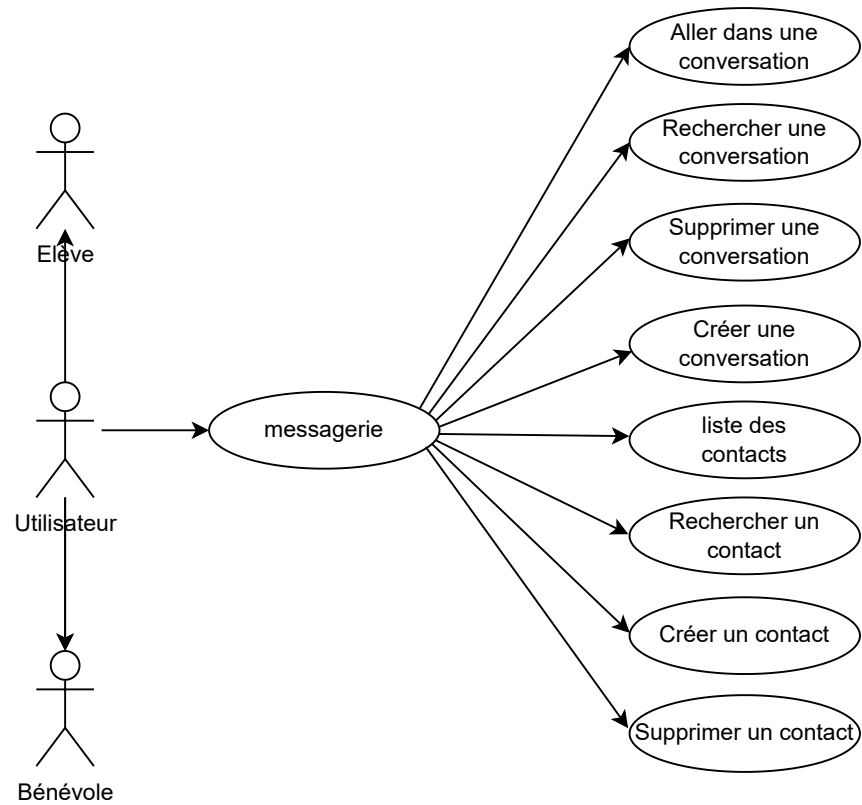 Aller dans une
conversation
Rechercher une
conversation
Elève
Supprimer une
conversation
Créer une
conversation
messagerie
liste des
contacts
Utilisateur
Rechercher un
contact
Créer un contact
Supprimer un contact
Bénévole